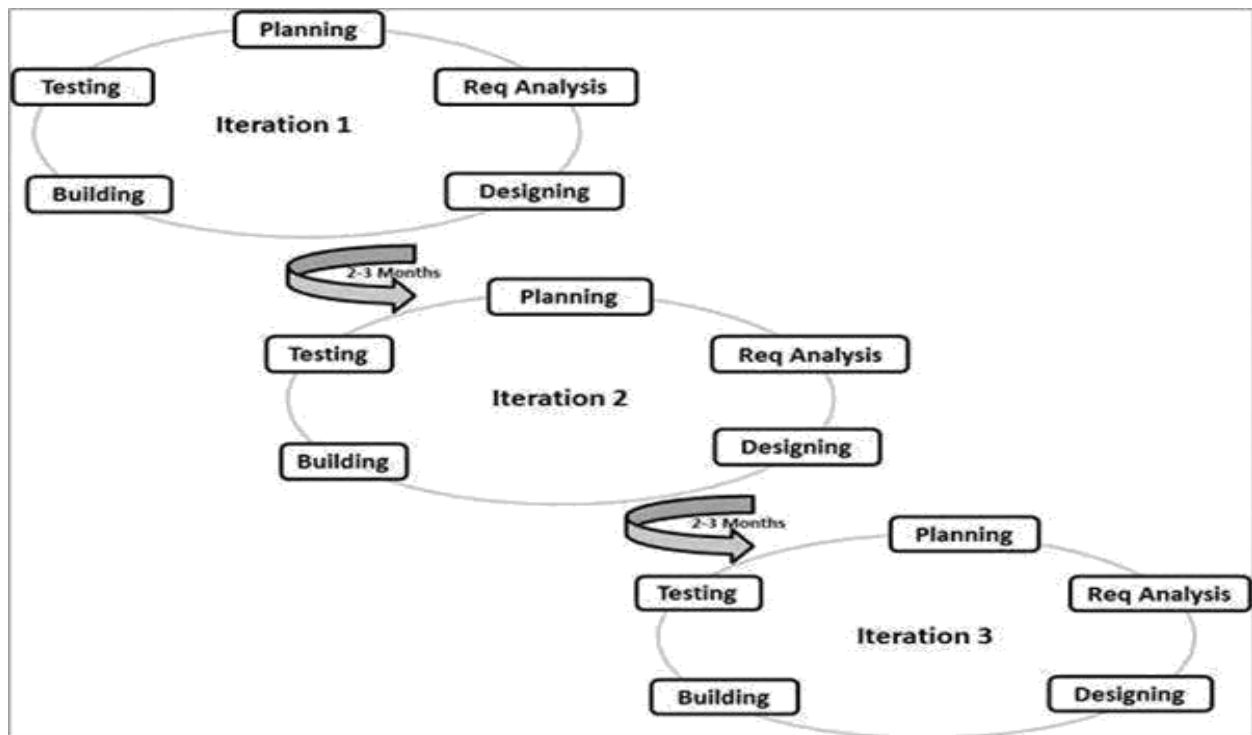 Planning
Testing
Req Analysis
Iteration 1
Building
Designing
2-3 Months
Planning
Testing
Req Analysis
Iteration 2
Building
Designing
2-3 Months
Planning
Testing
Req Analysis
Iteration 3
Building
Designing